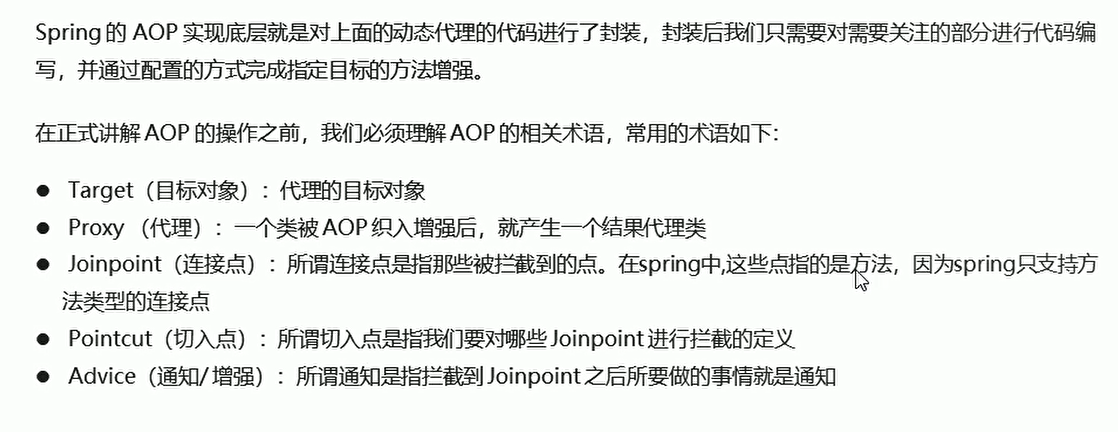 Spring 的 AOP 实现底层就是对上面的动态代理的代码进行了封装，封装后我们只需要对需要关注的部分进行代码编
写，并通过配置的方式完成指定目标的方法增强。
在正式讲解 AOP 的操作之前，我们必须理解 AOP 的相关术语，常用的术语如下：
● Target（目标对象）：代理的目标对象
● Proxy （代理）：一个类被 AOP 织入增强后，就产生一个结果代理类
● Joinpoint（连接点）：所谓连接点是指那些被拦截到的点。在spring中,这些点指的是方法，因为spring只支持方
法类型的连接点
● Pointcut（切入点）：所谓切入点是指我们要对哪些 Joinpoint 进行拦截的定义
● Advice（通知/ 增强）：所谓通知是指拦截到 Joinpoint 之后所要做的事情就是通知